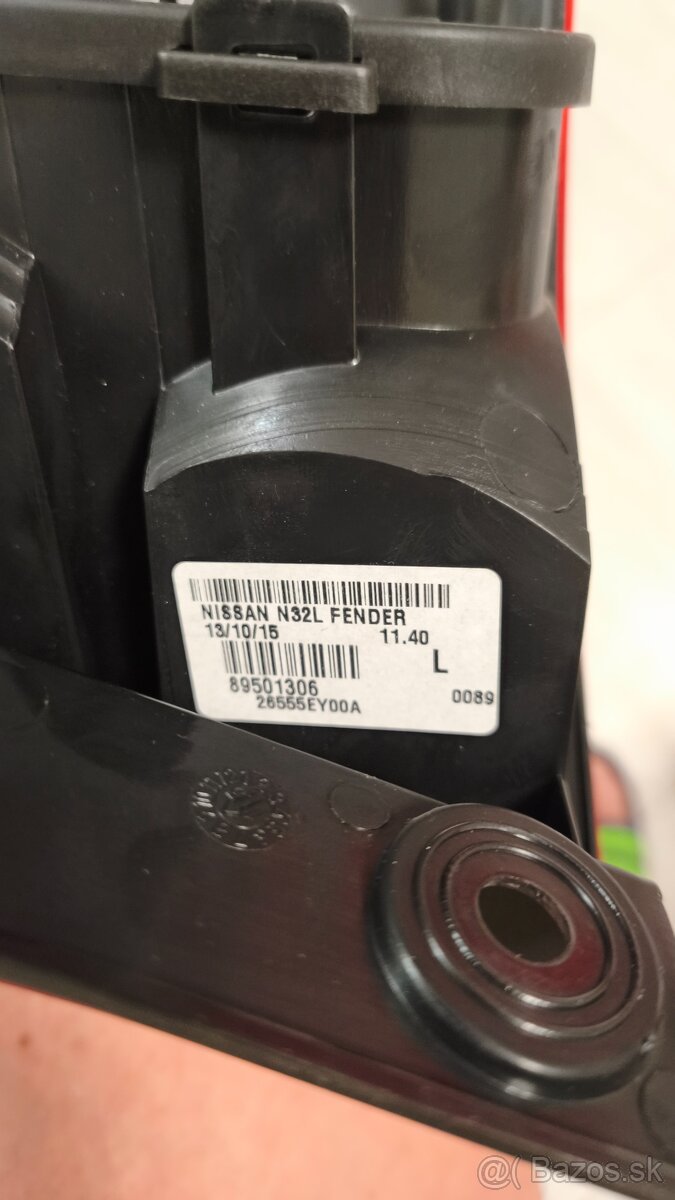 NISSAN N32L FENDER
13/10/15 11.40
L
89501306
0089
26555EY00A
@( Bazos.sk